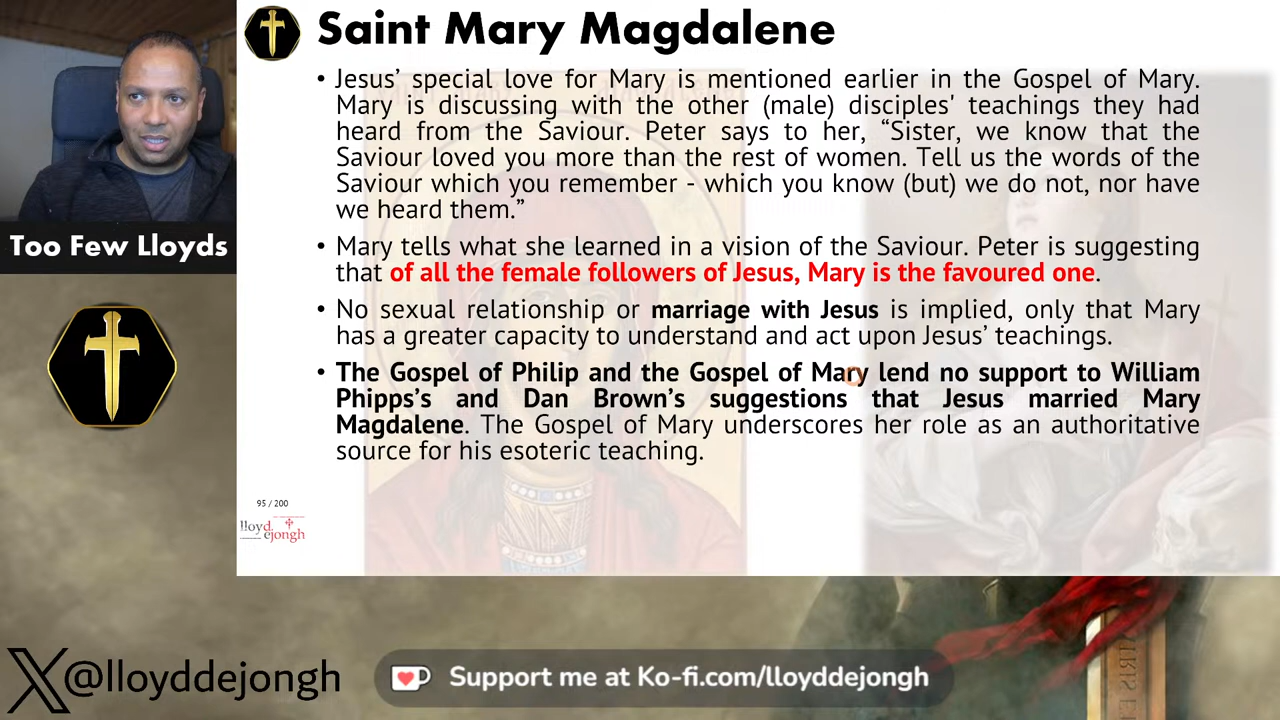 Saint Mary Magdalene
• Jesus’ special love for Mary is mentioned earlier in the Gospel of Mary.
Mary is discussing with the other (male) disciples' teachings they had
heard from the Saviour. Peter says to her, “Sister, we know that the
Saviour loved you more than the rest of women. Tell us the words of the
Saviour which you remember - which you know (but) we do not, nor have
we heard them.”
• Mary tells what she learned in a vision of the Saviour. Peter is suggesting
that of all the female followers of Jesus, Mary is the favoured one.
• No sexual relationship or marriage with Jesus is implied, only that Mary
has a greater capacity to understand and act upon Jesus’ teachings.
• The Gospel of Philip and the Gospel of Mary lend no support to William
Phipps’s and Dan Brown’s suggestions that Jesus married Mary
Magdalene. The Gospel of Mary underscores her role as an authoritative
source for his esoteric teaching.
95 / 200
lloyd
ejongh
Too Few Lloyds
X@lloyddejongh
Support me at Ko-fi.com/lloyddejongh